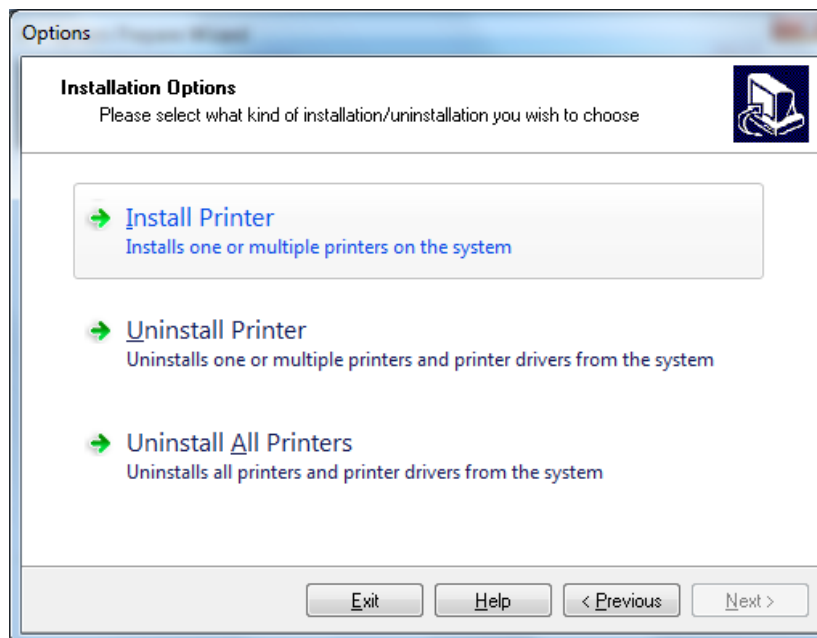 Options
Installation Options
Please select what kind of installation/uninstallation you wish to choose
Install Printer
Installs one or multiple printers on the system
Uninstall Printer
Uninstalls one or multiple printers and printer drivers from the system
Uninstall All Printers
Uninstalls all printers and printer drivers from the system
Exit Help < Previous Next >